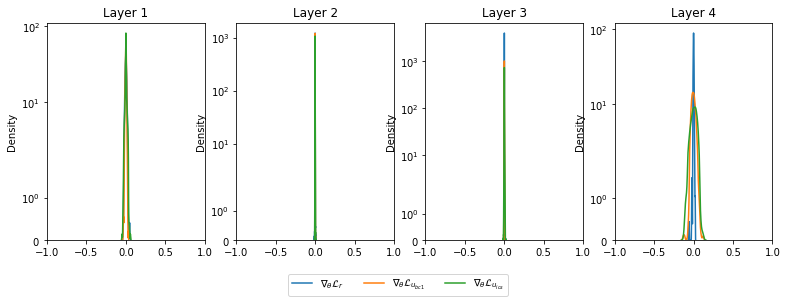 Layer 1 Layer 2 Layer 3 Layer 4
Density Density Density Density
10² 10¹ 10⁰ 0
10³ 10² 10¹ 10⁰ 0
10³ 10² 10¹ 10⁰ 0
10² 10¹ 10⁰ 0
−1.0 −0.5 0.0 0.5 1.0 −1.0 −0.5 0.0 0.5 1.0 −1.0 −0.5 0.0 0.5 1.0 −1.0 −0.5 0.0 0.5 1.0
∇θℒr ∇θℒu_bc1 ∇θℒu_ics